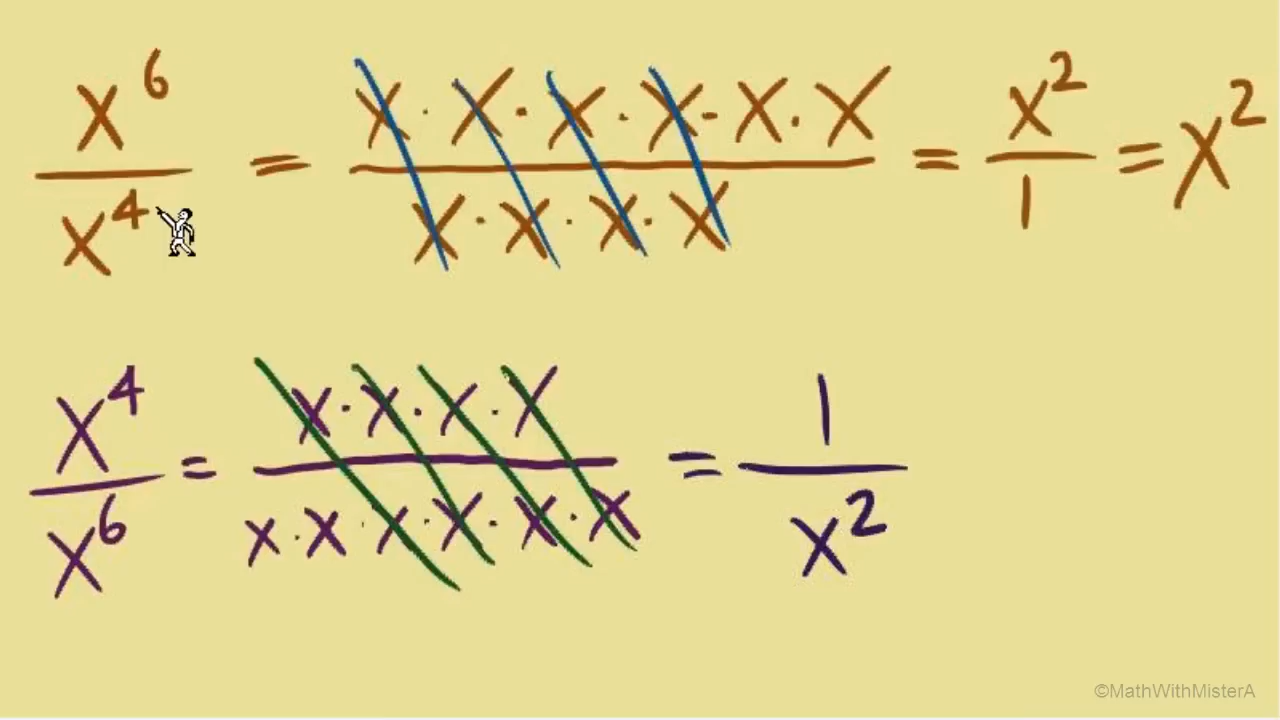 x^6/x^4 = x · x · x · x · x · x / x · x · x · x = x^2/1 = x^2
x^4/x^6 = x · x · x · x / x · x · x · x · x · x = 1/x^2
©MathWithMisterA